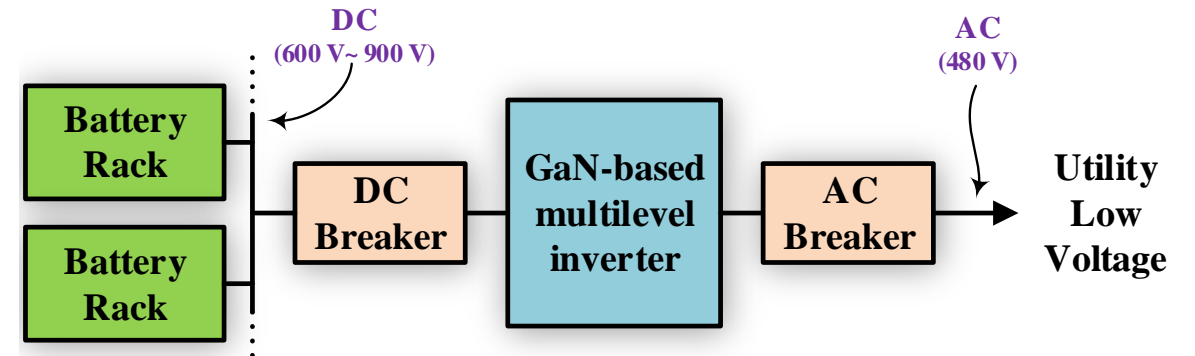 DC
(600 V~ 900 V)
AC
(480 V)
Battery
Rack
Battery
Rack
DC
Breaker
GaN-based
multilevel
inverter
AC
Breaker
Utility
Low
Voltage